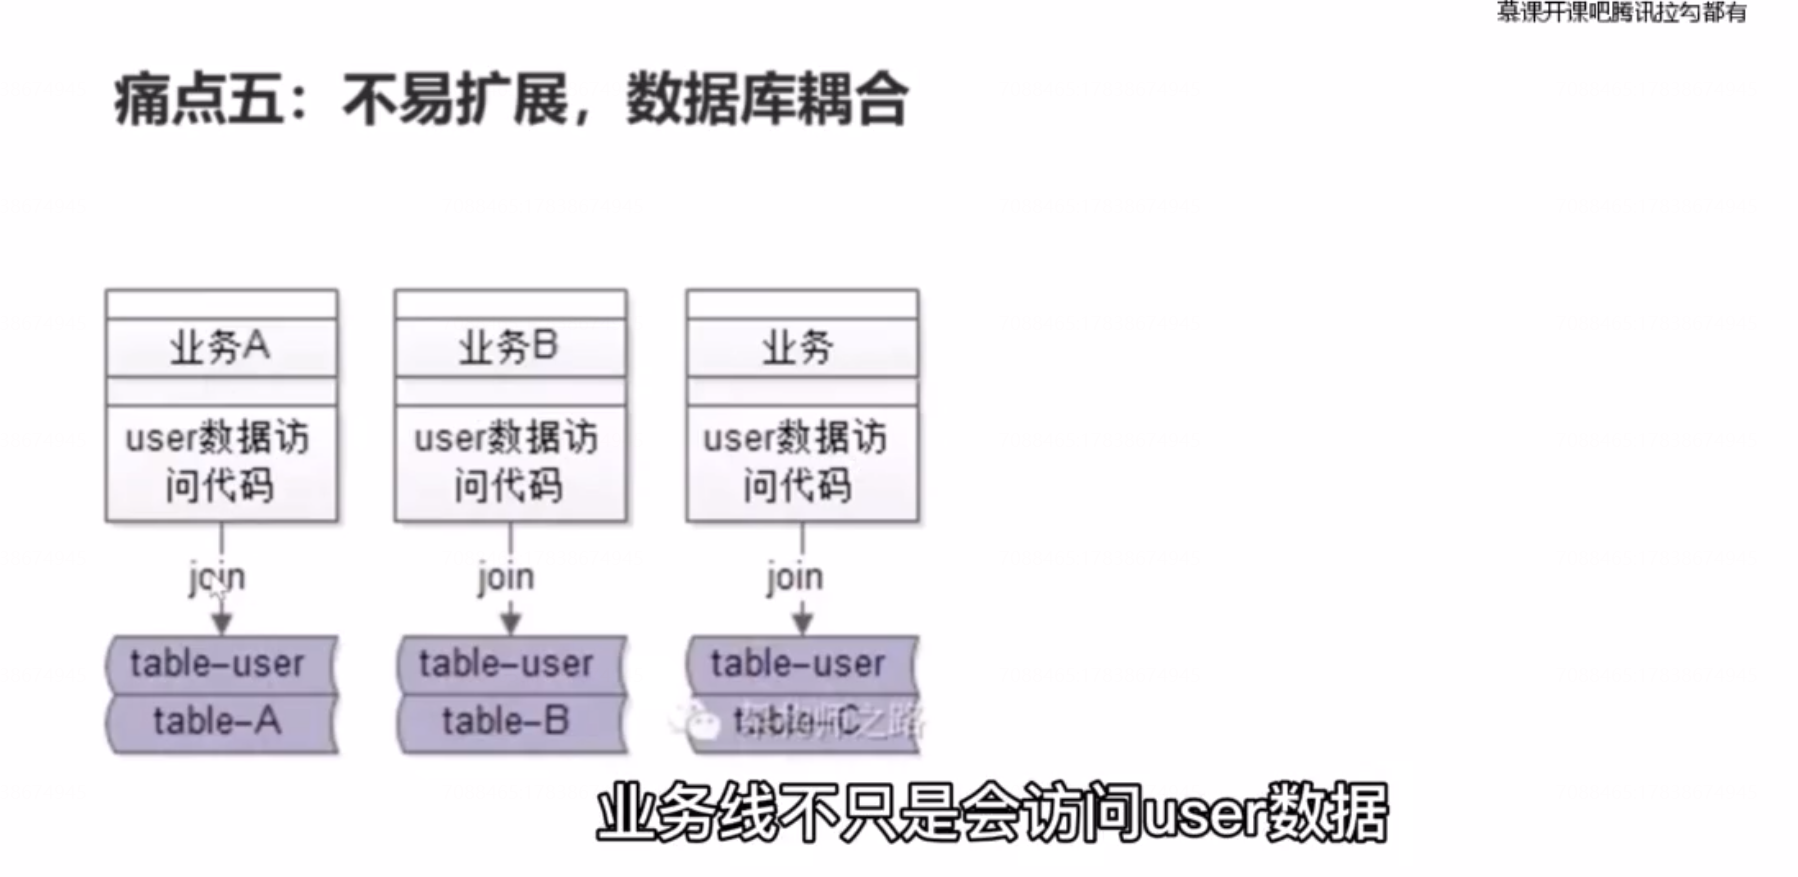 慕课开课吧腾讯拉勾都有
痛点五：不易扩展，数据库耦合
业务A
user数据访
问代码
join
table-user
table-A
业务B
user数据访
问代码
join
table-user
table-B
业务
user数据访
问代码
join
table-user
table-C
架构师之路
业务线不只是会访问user数据